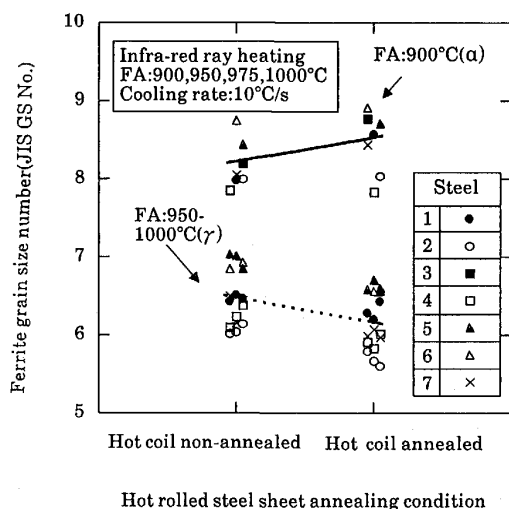 Infra-red ray heating
FA:900,950,975,1000°C
Cooling rate:10°C/s
FA:900°C(α)
FA:950-
1000°C(γ)
Steel
1
2
3
4
5
6
7
Ferrite grain size number(JIS GS No.)
10
9
8
7
6
5
Hot coil non-annealed
Hot coil annealed
Hot rolled steel sheet annealing condition